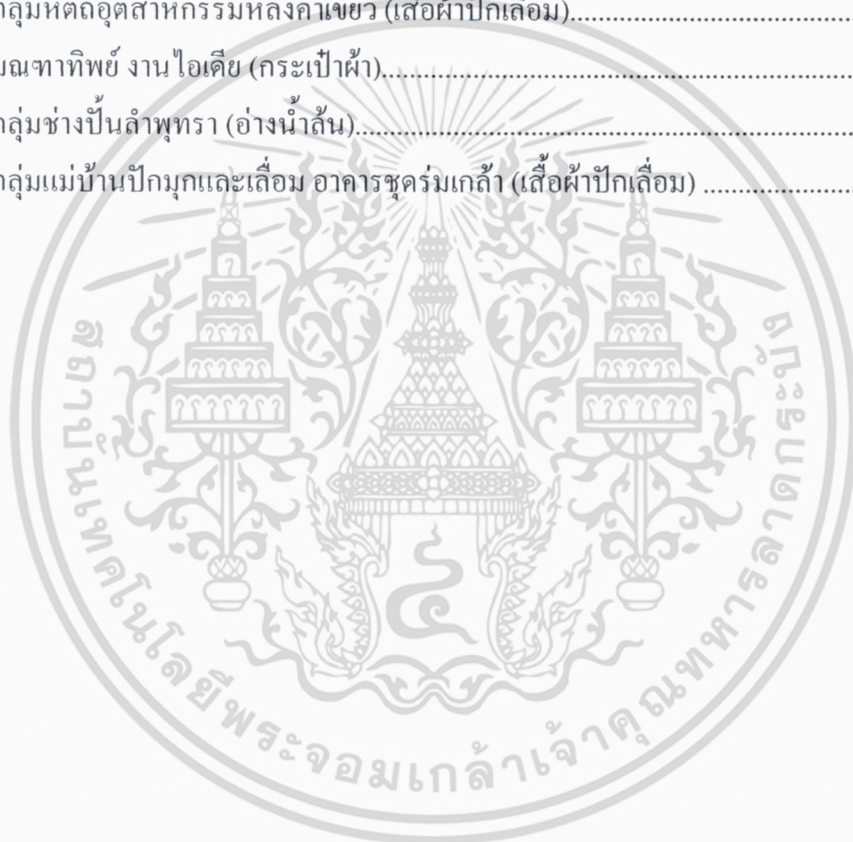 กลุ่มหัตถอุตสาหกรรมหลังคาเขียว (เสื้อผ้าปักเลื่อม)
มณฑาทิพย์ งานไอเดีย (กระเป๋าผ้า)
กลุ่มช่างปั้นลำพุทรา (อ่างน้ำล้น)
กลุ่มแม่บ้านปักมุกและเลื่อม อาคารชุดร่มเกล้า (เสื้อผ้าปักเลื่อม)
สถาบันเทคโนโลยีพระจอมเกล้าเจ้าคุณทหารลาดกระบัง
๔